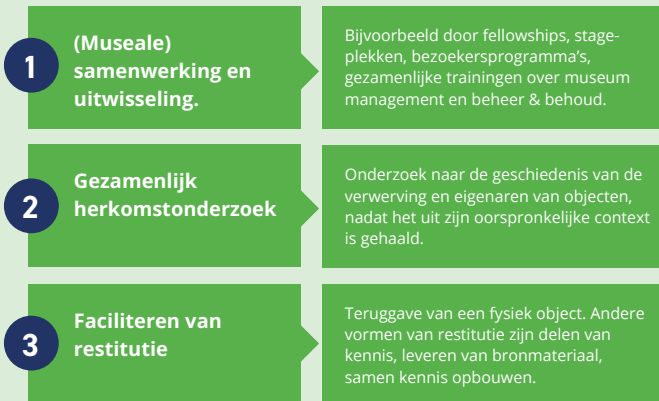 1
(Museale)
samenwerking en
uitwisseling.
Bijvoorbeeld door fellowships, stage-
plekken, bezoekersprogramma's,
gezamenlijke trainingen over museum
management en beheer & behoud.
2
Gezamenlijk
herkomstonderzoek
Onderzoek naar de geschiedenis van de
verwerving en eigenaren van objecten,
nadat het uit zijn oorspronkelijke context
is gehaald.
3
Faciliteren van
restitutie
Teruggave van een fysiek object. Andere
vormen van restitutie zijn delen van
kennis, leveren van bronmateriaal,
samen kennis opbouwen.